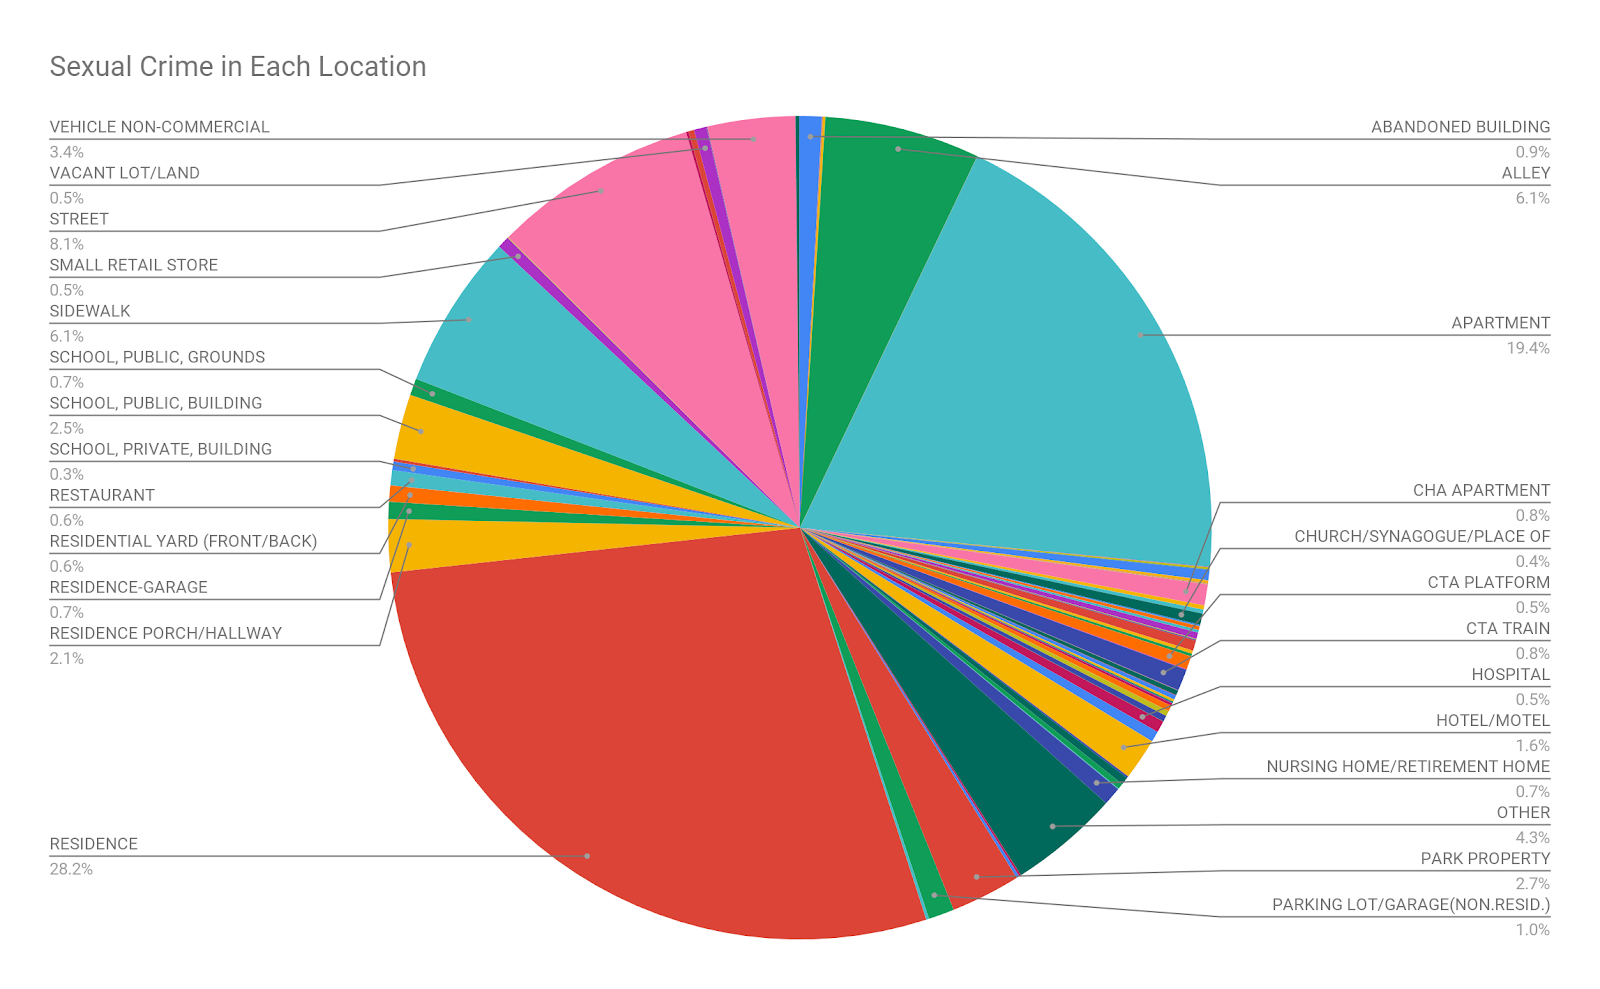 Sexual Crime in Each Location
VEHICLE NON-COMMERCIAL
3.4%
VACANT LOT/LAND
0.5%
STREET
8.1%
SMALL RETAIL STORE
0.5%
SIDEWALK
6.1%
SCHOOL, PUBLIC, GROUNDS
0.7%
SCHOOL, PUBLIC, BUILDING
2.5%
SCHOOL, PRIVATE, BUILDING
0.3%
RESTAURANT
0.6%
RESIDENTIAL YARD (FRONT/BACK)
0.6%
RESIDENCE-GARAGE
0.7%
RESIDENCE PORCH/HALLWAY
2.1%
RESIDENCE
28.2%
ABANDONED BUILDING
0.9%
ALLEY
6.1%
APARTMENT
19.4%
CHA APARTMENT
0.8%
CHURCH/SYNAGOGUE/PLACE OF
0.4%
CTA PLATFORM
0.5%
CTA TRAIN
0.8%
HOSPITAL
0.5%
HOTEL/MOTEL
1.6%
NURSING HOME/RETIREMENT HOME
0.7%
OTHER
4.3%
PARK PROPERTY
2.7%
PARKING LOT/GARAGE(NON.RESID.)
1.0%